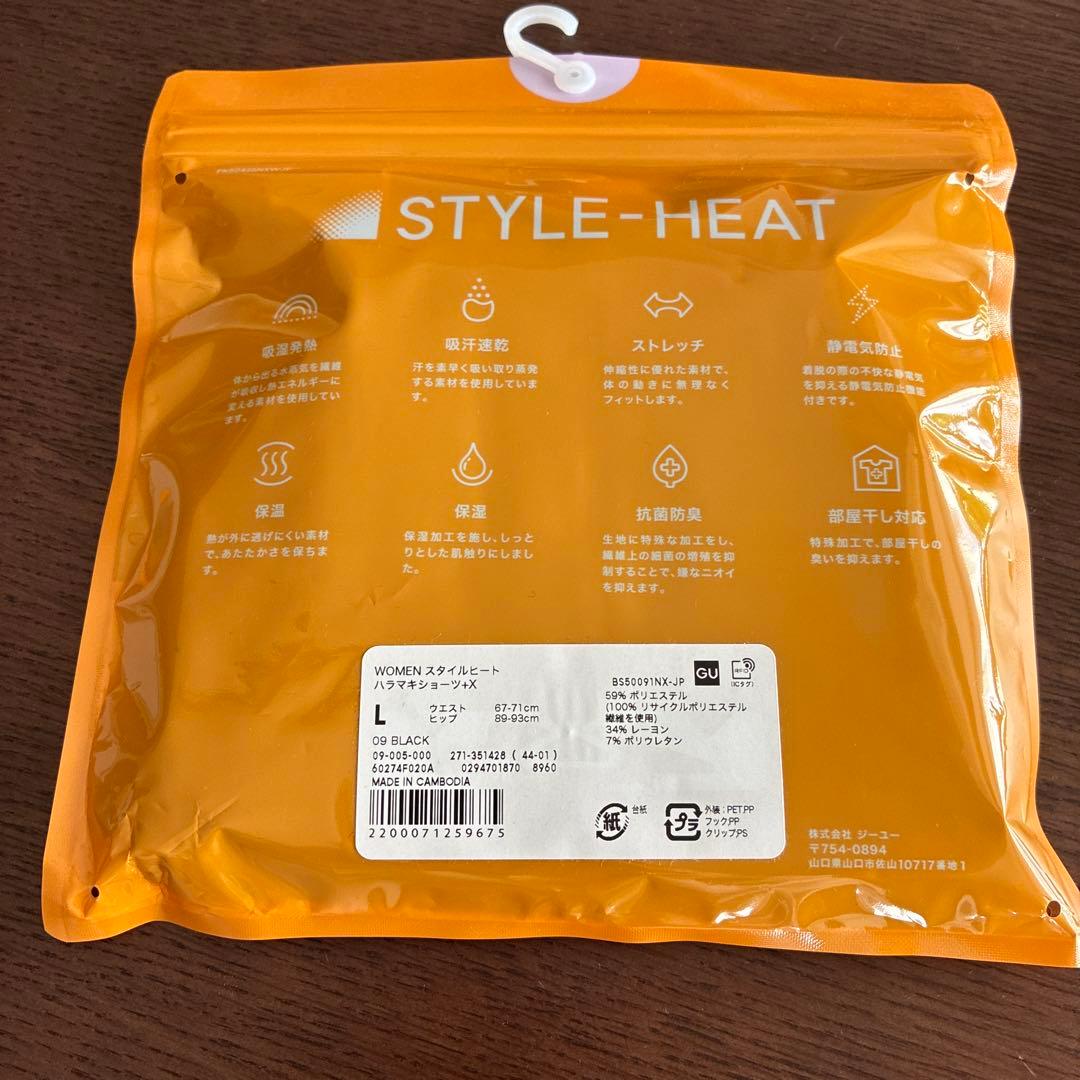 STYLE-HEAT
吸湿発熱
体から出る水蒸気を繊維
が吸収し熱エネルギーに
変える素材を使用してい
ます。
吸汗速乾
汗を素早く吸い取り蒸発
する素材を使用していま
す。
ストレッチ
伸縮性に優れた素材で、
体の動きに無理なく
フィットします。
静電気防止
着脱の際の不快な静電気
を抑える静電気防止機能
付きです。
保温
熱が外に逃げにくい素材
で、あたたかさを保ちま
す。
保湿
保湿加工を施し、しっと
りとした肌触りにしまし
た。
抗菌防臭
生地に特殊な加工をし、
繊維上の細菌の増殖を抑
制することで、嫌なニオイ
を抑えます。
部屋干し対応
特殊加工で、部屋干しの
臭いを抑えます。
WOMEN スタイルヒート
ハラマキショーツ+X
L
ウエスト 67-71cm
ヒップ 89-93cm
09 BLACK
09-005-000 271-351428 ( 44-01 )
60274F020A 0294701870 8960
MADE IN CAMBODIA
2200071259675
BS50091NX-JP
GU
RFID
(ICタグ)
59% ポリエステル
(100% リサイクルポリエステル
繊維を使用)
34% レーヨン
7% ポリウレタン
紙
台紙
プラ
外装:PET,PP
フック:PP
クリップ:PS
株式会社 ジーユー
〒754-0894
山口県山口市佐山10717番地1